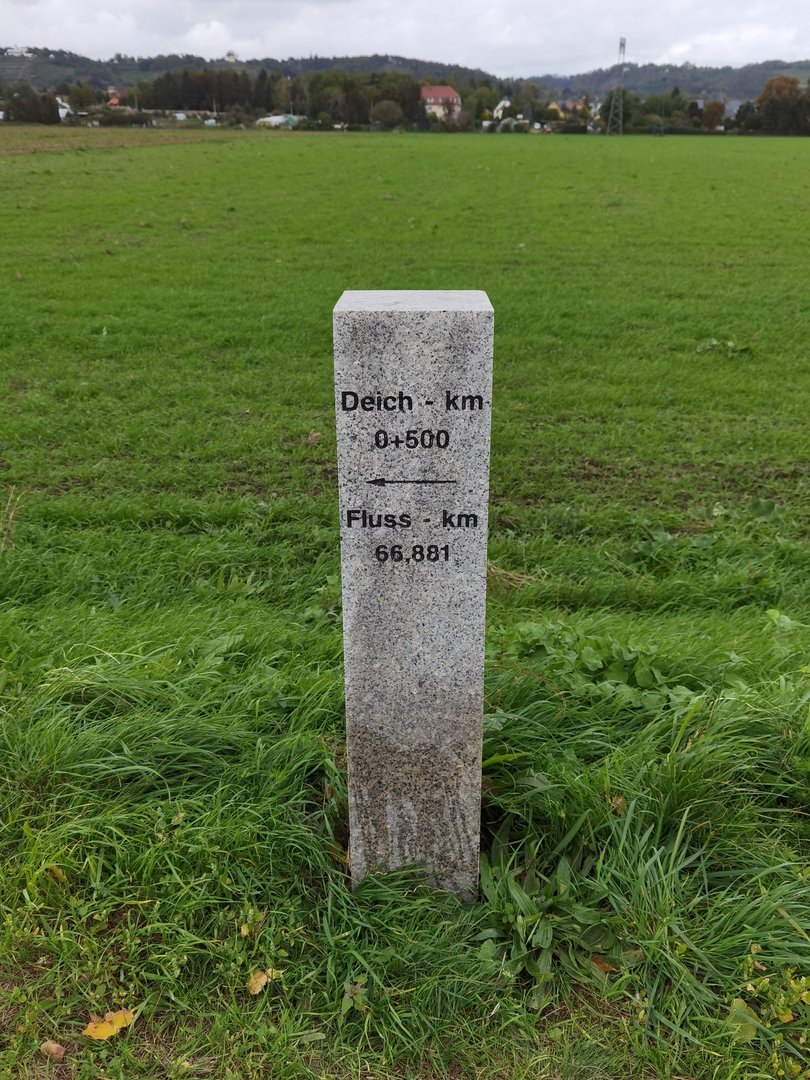 Deich - km
0+500
Fluss - km
66,881